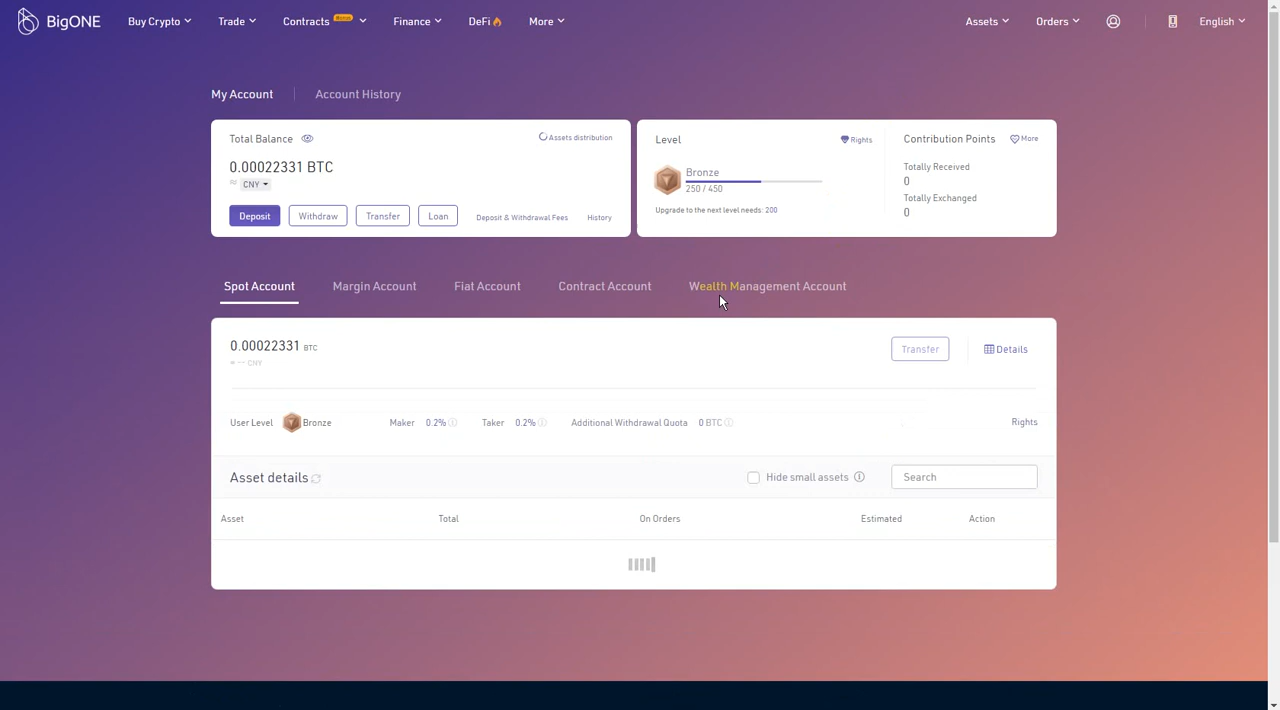 BigONE Buy Crypto Trade Contracts Finance DeFi More Assets Orders English
My Account Account History
Total Balance Assets distribution
0.00022331 BTC
≈ CNY
Deposit Withdraw Transfer Loan Deposit & Withdrawal Fees History
Level Rights
Bronze
250 / 450
Upgrade to the next level needs: 200
Contribution Points More
Totally Received
0
Totally Exchanged
0
Spot Account Margin Account Fiat Account Contract Account Wealth Management Account
0.00022331 BTC Transfer Details
≈ -- CNY
User Level Bronze Maker 0.2% Taker 0.2% Additional Withdrawal Quota 0 BTC Rights
Asset details Hide small assets Search
Asset Total On Orders Estimated Action